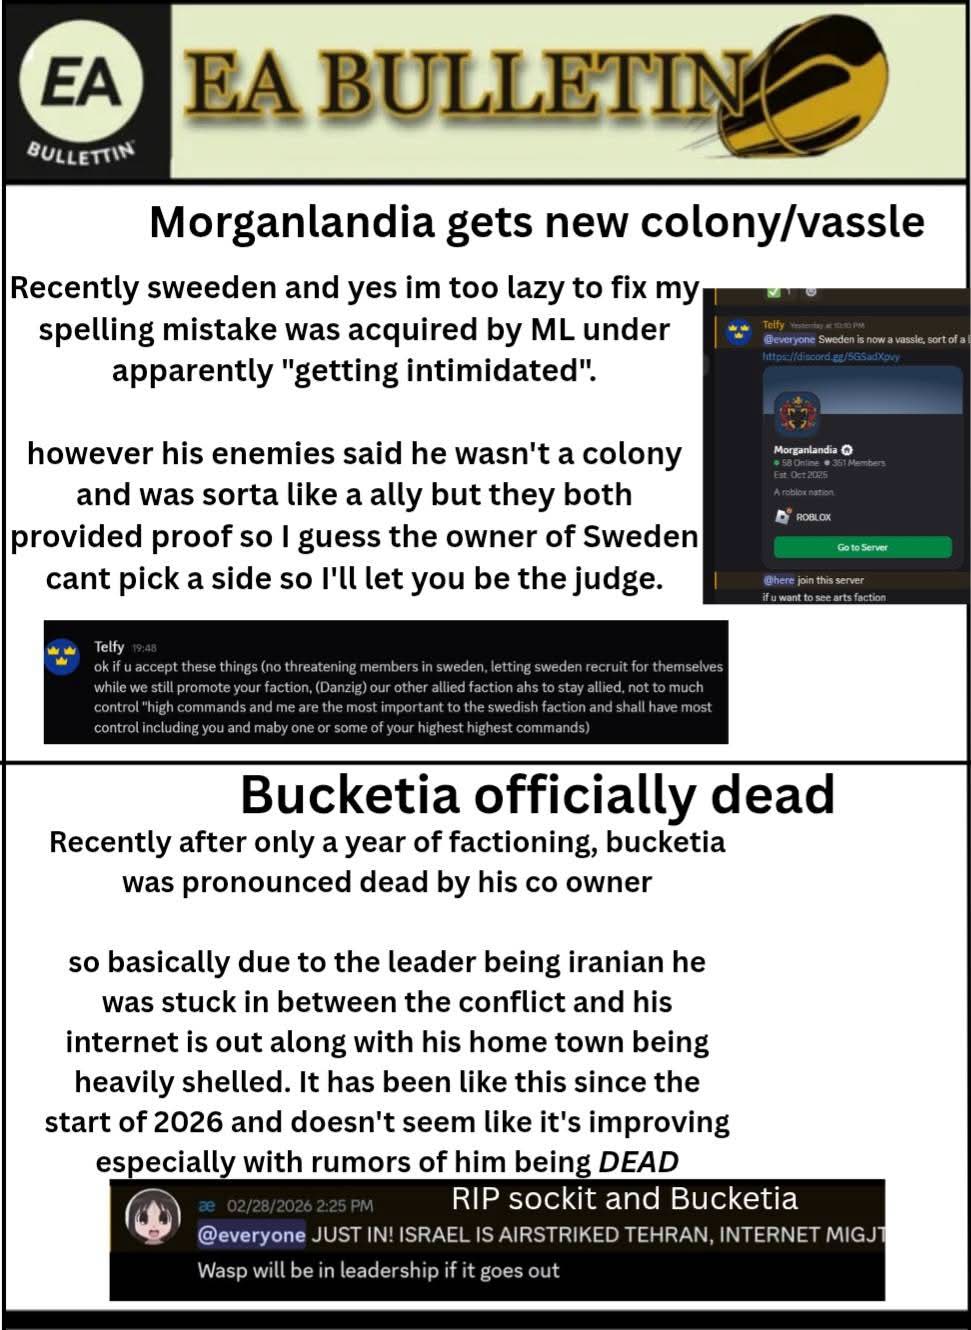 EA
BULLETTIN
EA BULLETIN
Morganlandia gets new colony/vassle
Recently sweeden and yes im too lazy to fix my
spelling mistake was acquired by ML under
apparently "getting intimidated".
however his enemies said he wasn't a colony
and was sorta like a ally but they both
provided proof so I guess the owner of Sweden
cant pick a side so I'll let you be the judge.
Telfy Yesterday at 10:10 PM
@everyone Sweden is now a vassle, sort of a
https://discord.gg/5GSadXpvy
Morganlandia
58 Online 351 Members
Est. Oct 2025
A roblox nation.
ROBLOX
Go to Server
@here join this server
if u want to see arts faction
Telfy 19:48
ok if u accept these things (no threatening members in sweden, letting sweden recruit for themselves
while we still promote your faction, (Danzig) our other allied faction ahs to stay allied, not to much
control "high commands and me are the most important to the swedish faction and shall have most
control including you and maby one or some of your highest highest commands)
Bucketia officially dead
Recently after only a year of factioning, bucketia
was pronounced dead by his co owner
so basically due to the leader being iranian he
was stuck in between the conflict and his
internet is out along with his home town being
heavily shelled. It has been like this since the
start of 2026 and doesn't seem like it's improving
especially with rumors of him being DEAD
RIP sockit and Bucketia
æ 02/28/2026 2:25 PM
@everyone JUST IN! ISRAEL IS AIRSTRIKED TEHRAN, INTERNET MIGJT
Wasp will be in leadership if it goes out